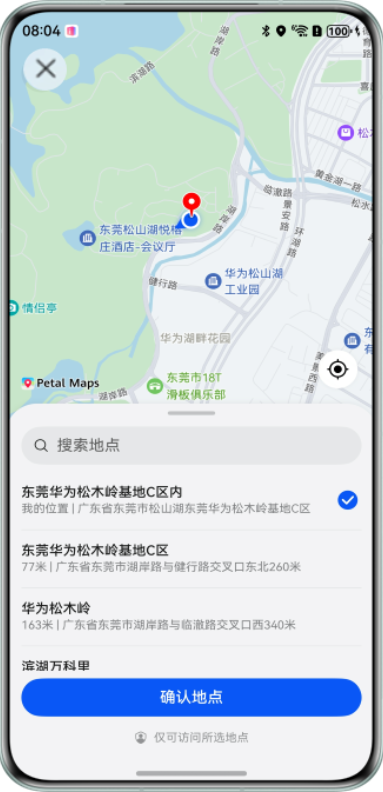 08:04
100
湖岸路
滨湖路
松
黄金湖一路
临澈路
松水
景安路
环湖路
湖岸路
东莞松山湖悦榕
庄酒店-会议厅
华为松山湖
工业园
健行路
情侣亭
华为湖畔花园
Petal Maps
东莞市18T
滑板俱乐部
湖岸路
美景西路
搜索地点
东莞华为松木岭基地C区内
我的位置 | 广东省东莞市松山湖东莞华为松木岭基地C区
东莞华为松木岭基地C区
77米 | 广东省东莞市湖岸路与健行路交叉口东北260米
华为松木岭
163米 | 广东省东莞市湖岸路与临澈路交叉口西340米
滨湖万科里
确认地点
仅可访问所选地点